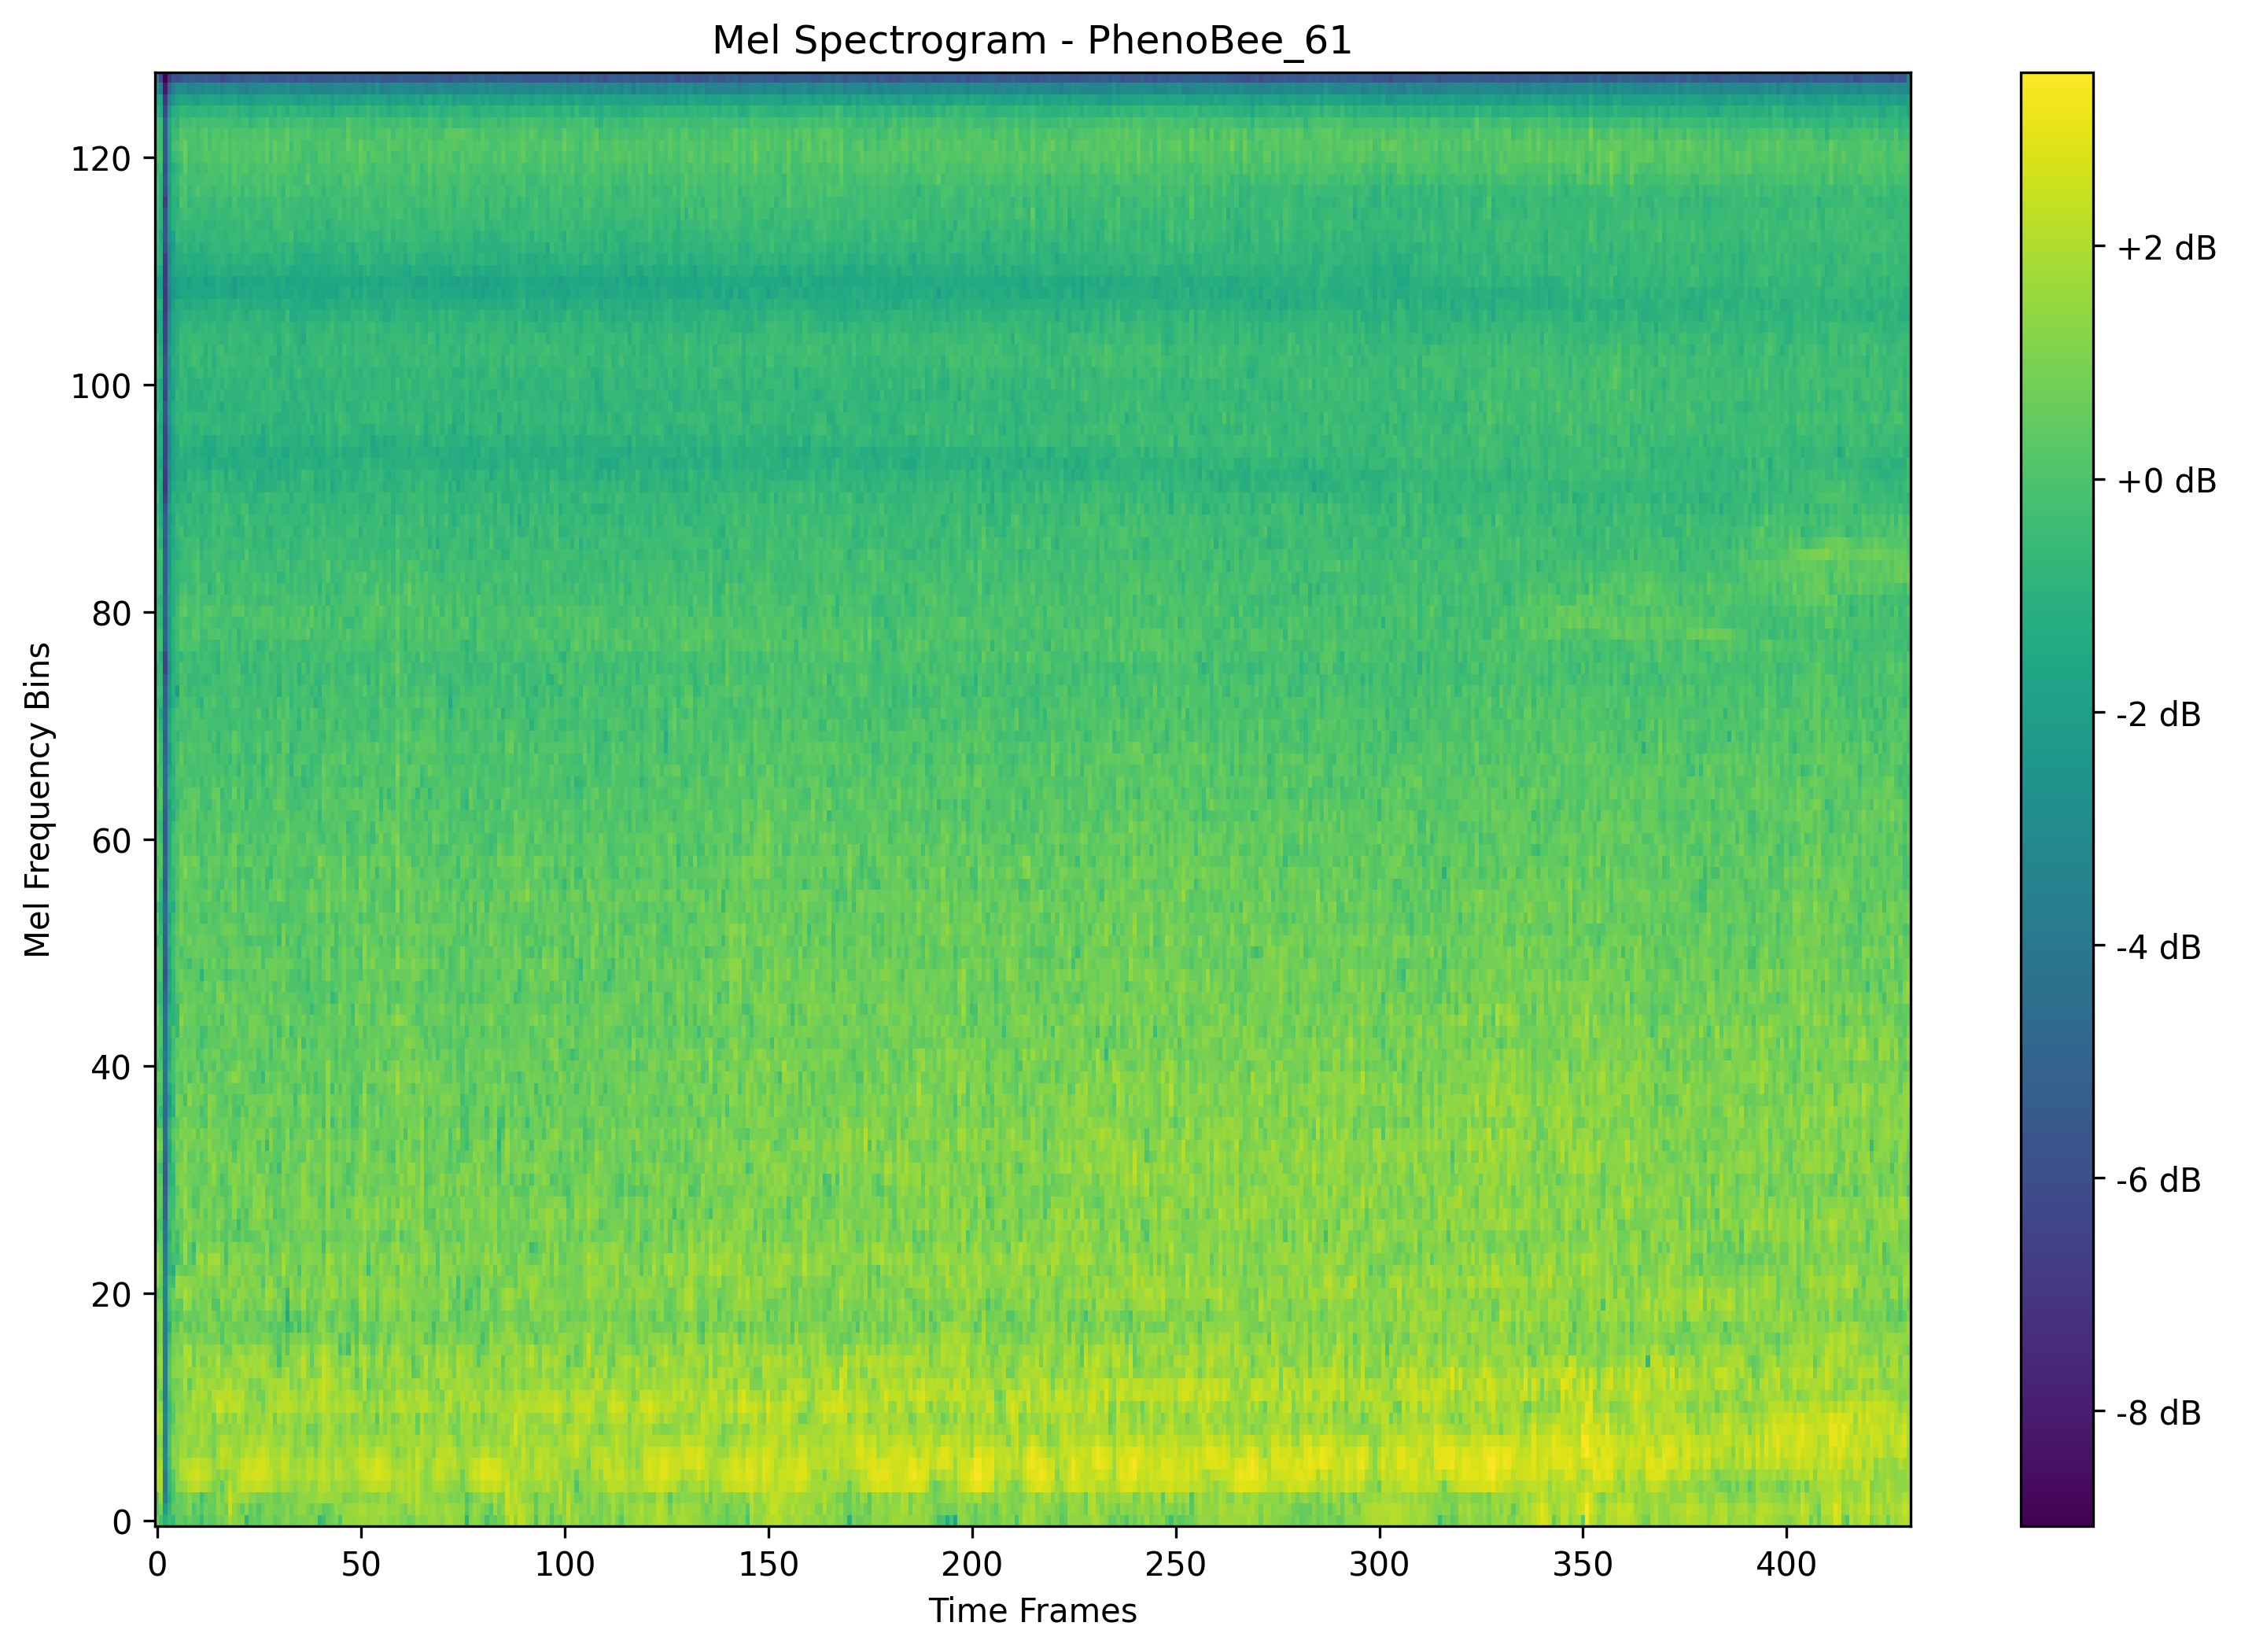 Mel Spectrogram - PhenoBee_61
Mel Frequency Bins
120
100
80
60
40
20
0
0 50 100 150 200 250 300 350 400
Time Frames
+2 dB
+0 dB
-2 dB
-4 dB
-6 dB
-8 dB